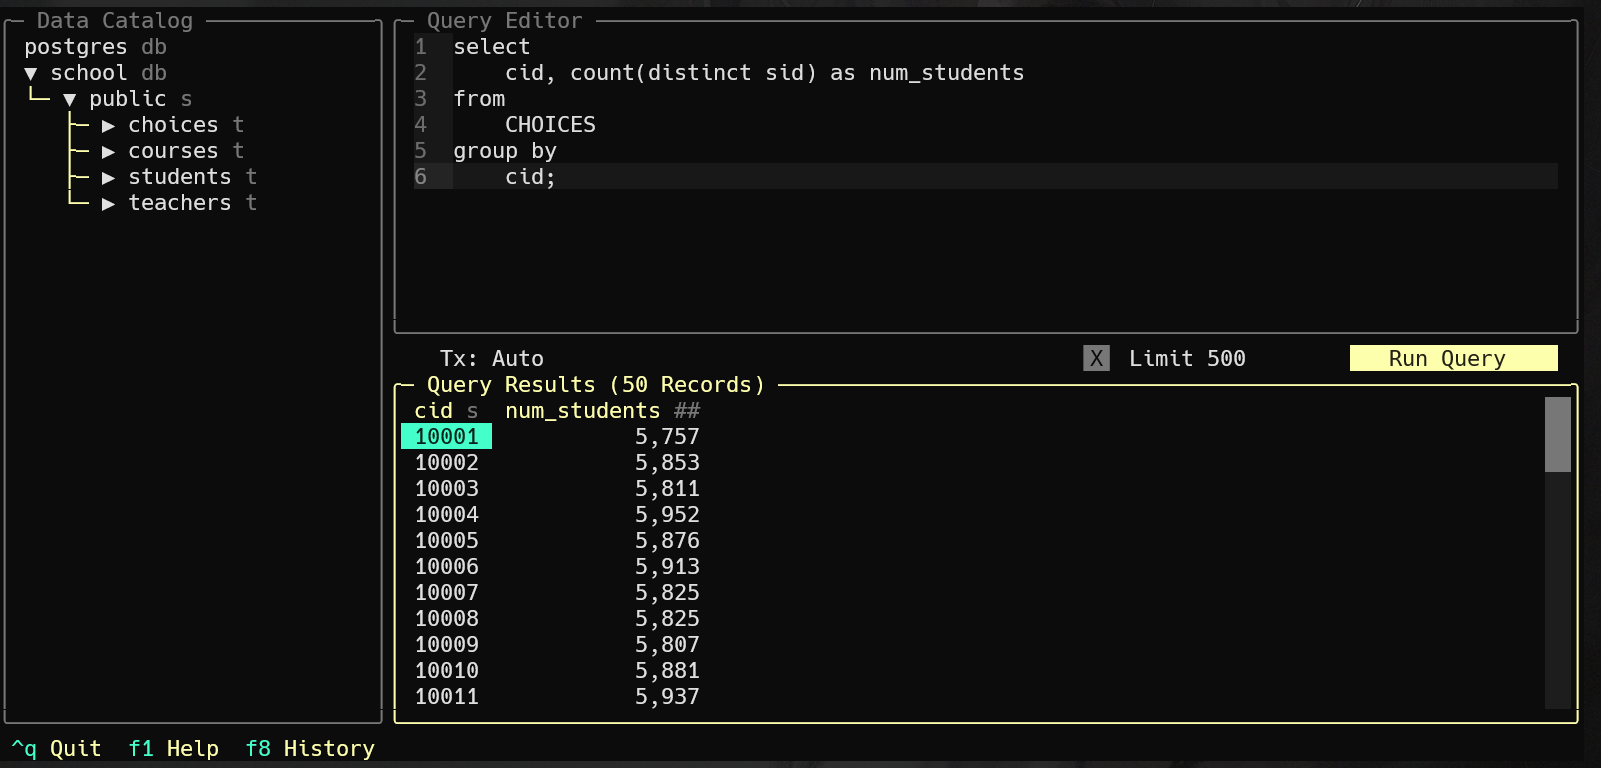 Data Catalog
postgres db
▼ school db
▼ public s
▶ choices t
▶ courses t
▶ students t
▶ teachers t
Query Editor
1 select
2     cid, count(distinct sid) as num_students
3 from
4     CHOICES
5 group by
6     cid;
Tx: Auto X Limit 500 Run Query
Query Results (50 Records)
cid s num_students ##
10001 5,757
10002 5,853
10003 5,811
10004 5,952
10005 5,876
10006 5,913
10007 5,825
10008 5,825
10009 5,807
10010 5,881
10011 5,937
^q Quit f1 Help f8 History